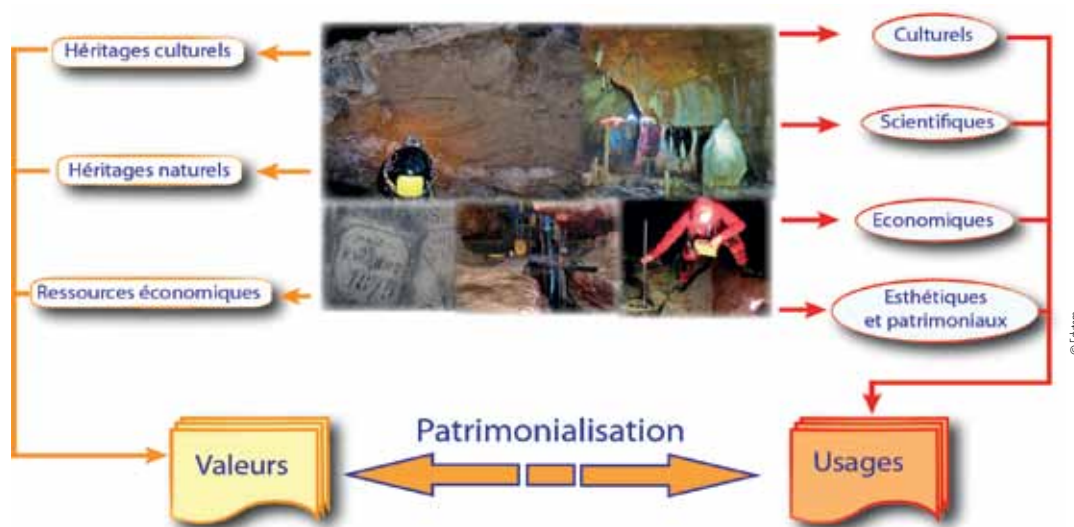 Héritages culturels
Héritages naturels
Ressources économiques
Culturels
Scientifiques
Economiques
Esthétiques
et patrimoniaux
Patrimonialisation
Valeurs
Usages